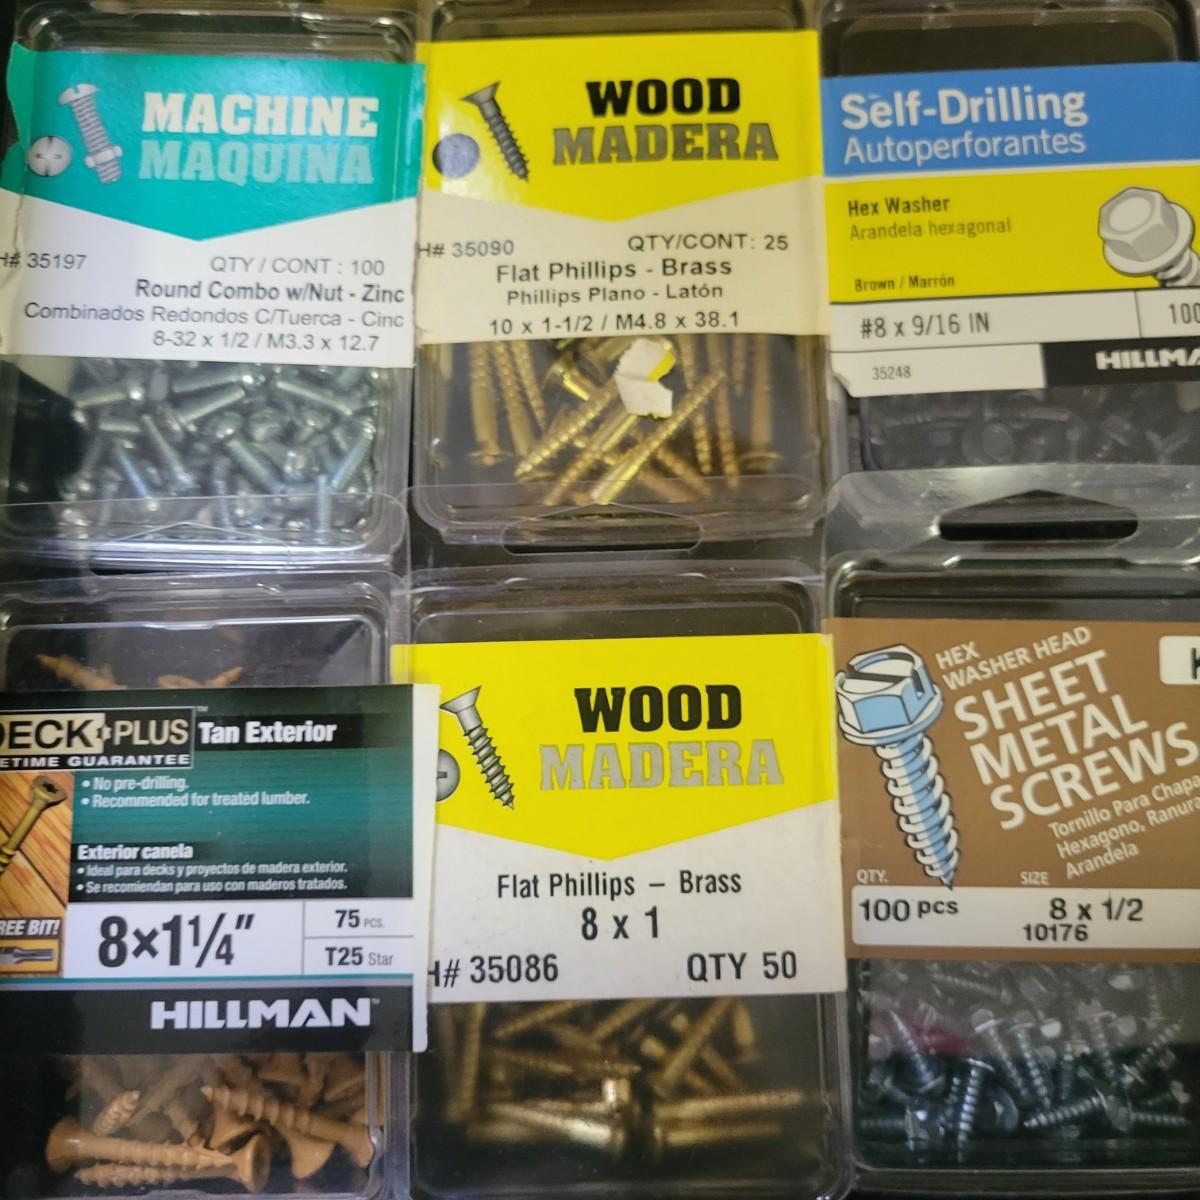 MACHINE
MAQUINA
H# 35197
QTY / CONT : 100
Round Combo w/Nut - Zinc
Combinados Redondos C/Tuerca - Cinc
8-32 x 1/2 / M3.3 x 12.7
WOOD
MADERA
H# 35090
QTY/CONT: 25
Flat Phillips - Brass
Phillips Plano - Latón
10 x 1-1/2 / M4.8 x 38.1
Self-Drilling
Autoperforantes
Hex Washer
Arandela hexagonal
Brown / Marrón
#8 x 9/16 IN
100
35248
HILLMA
DECK+PLUS™ Tan Exterior
ETIME GUARANTEE
• No pre-drilling.
• Recommended for treated lumber.
Exterior canela
• Ideal para decks y proyectos de madera exterior.
• Se recomiendan para uso con maderos tratados.
REE BIT!
8×1¼"
75 PCS.
T25 Star
HILLMAN™
WOOD
MADERA
Flat Phillips – Brass
8 x 1
H# 35086
QTY 50
HEX
WASHER HEAD
SHEET
METAL
SCREWS
Tornillo Para Chapa
Hexagono, Ranur
Arandela
QTY.
100 pcs
SIZE
8 x 1/2
10176